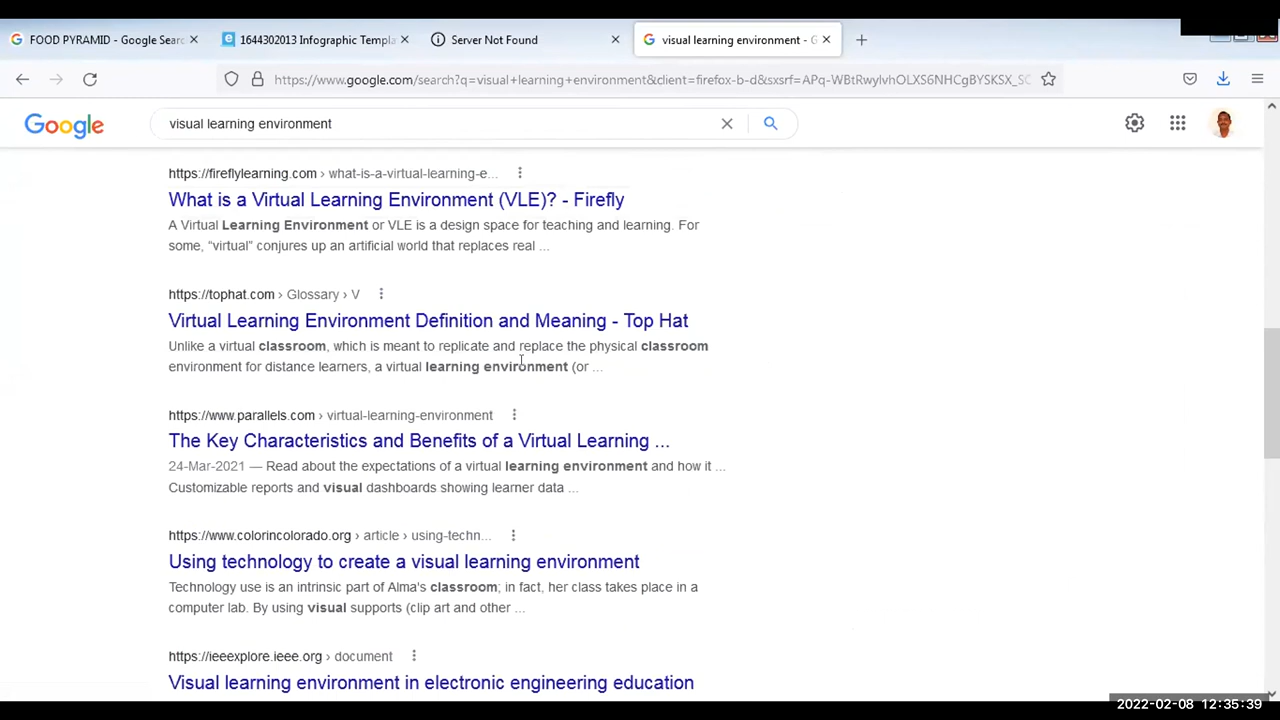 FOOD PYRAMID - Google Searc
1644302013 Infographic Templa
Server Not Found
visual learning environment - G
https://www.google.com/search?q=visual+learning+environment&client=firefox-b-d&sxsrf=APq-WBtRwylvhOLXS6NHCgBYSKSX_SC
Google
visual learning environment
https://fireflylearning.com › what-is-a-virtual-learning-e...
What is a Virtual Learning Environment (VLE)? - Firefly
A Virtual Learning Environment or VLE is a design space for teaching and learning. For
some, “virtual” conjures up an artificial world that replaces real ...
https://tophat.com › Glossary › V
Virtual Learning Environment Definition and Meaning - Top Hat
Unlike a virtual classroom, which is meant to replicate and replace the physical classroom
environment for distance learners, a virtual learning environment (or ...
https://www.parallels.com › virtual-learning-environment
The Key Characteristics and Benefits of a Virtual Learning ...
24-Mar-2021 — Read about the expectations of a virtual learning environment and how it ...
Customizable reports and visual dashboards showing learner data ...
https://www.colorincolorado.org › article › using-techn...
Using technology to create a visual learning environment
Technology use is an intrinsic part of Alma's classroom; in fact, her class takes place in a
computer lab. By using visual supports (clip art and other ...
https://ieeexplore.ieee.org › document
Visual learning environment in electronic engineering education
2022-02-08 12:35:39